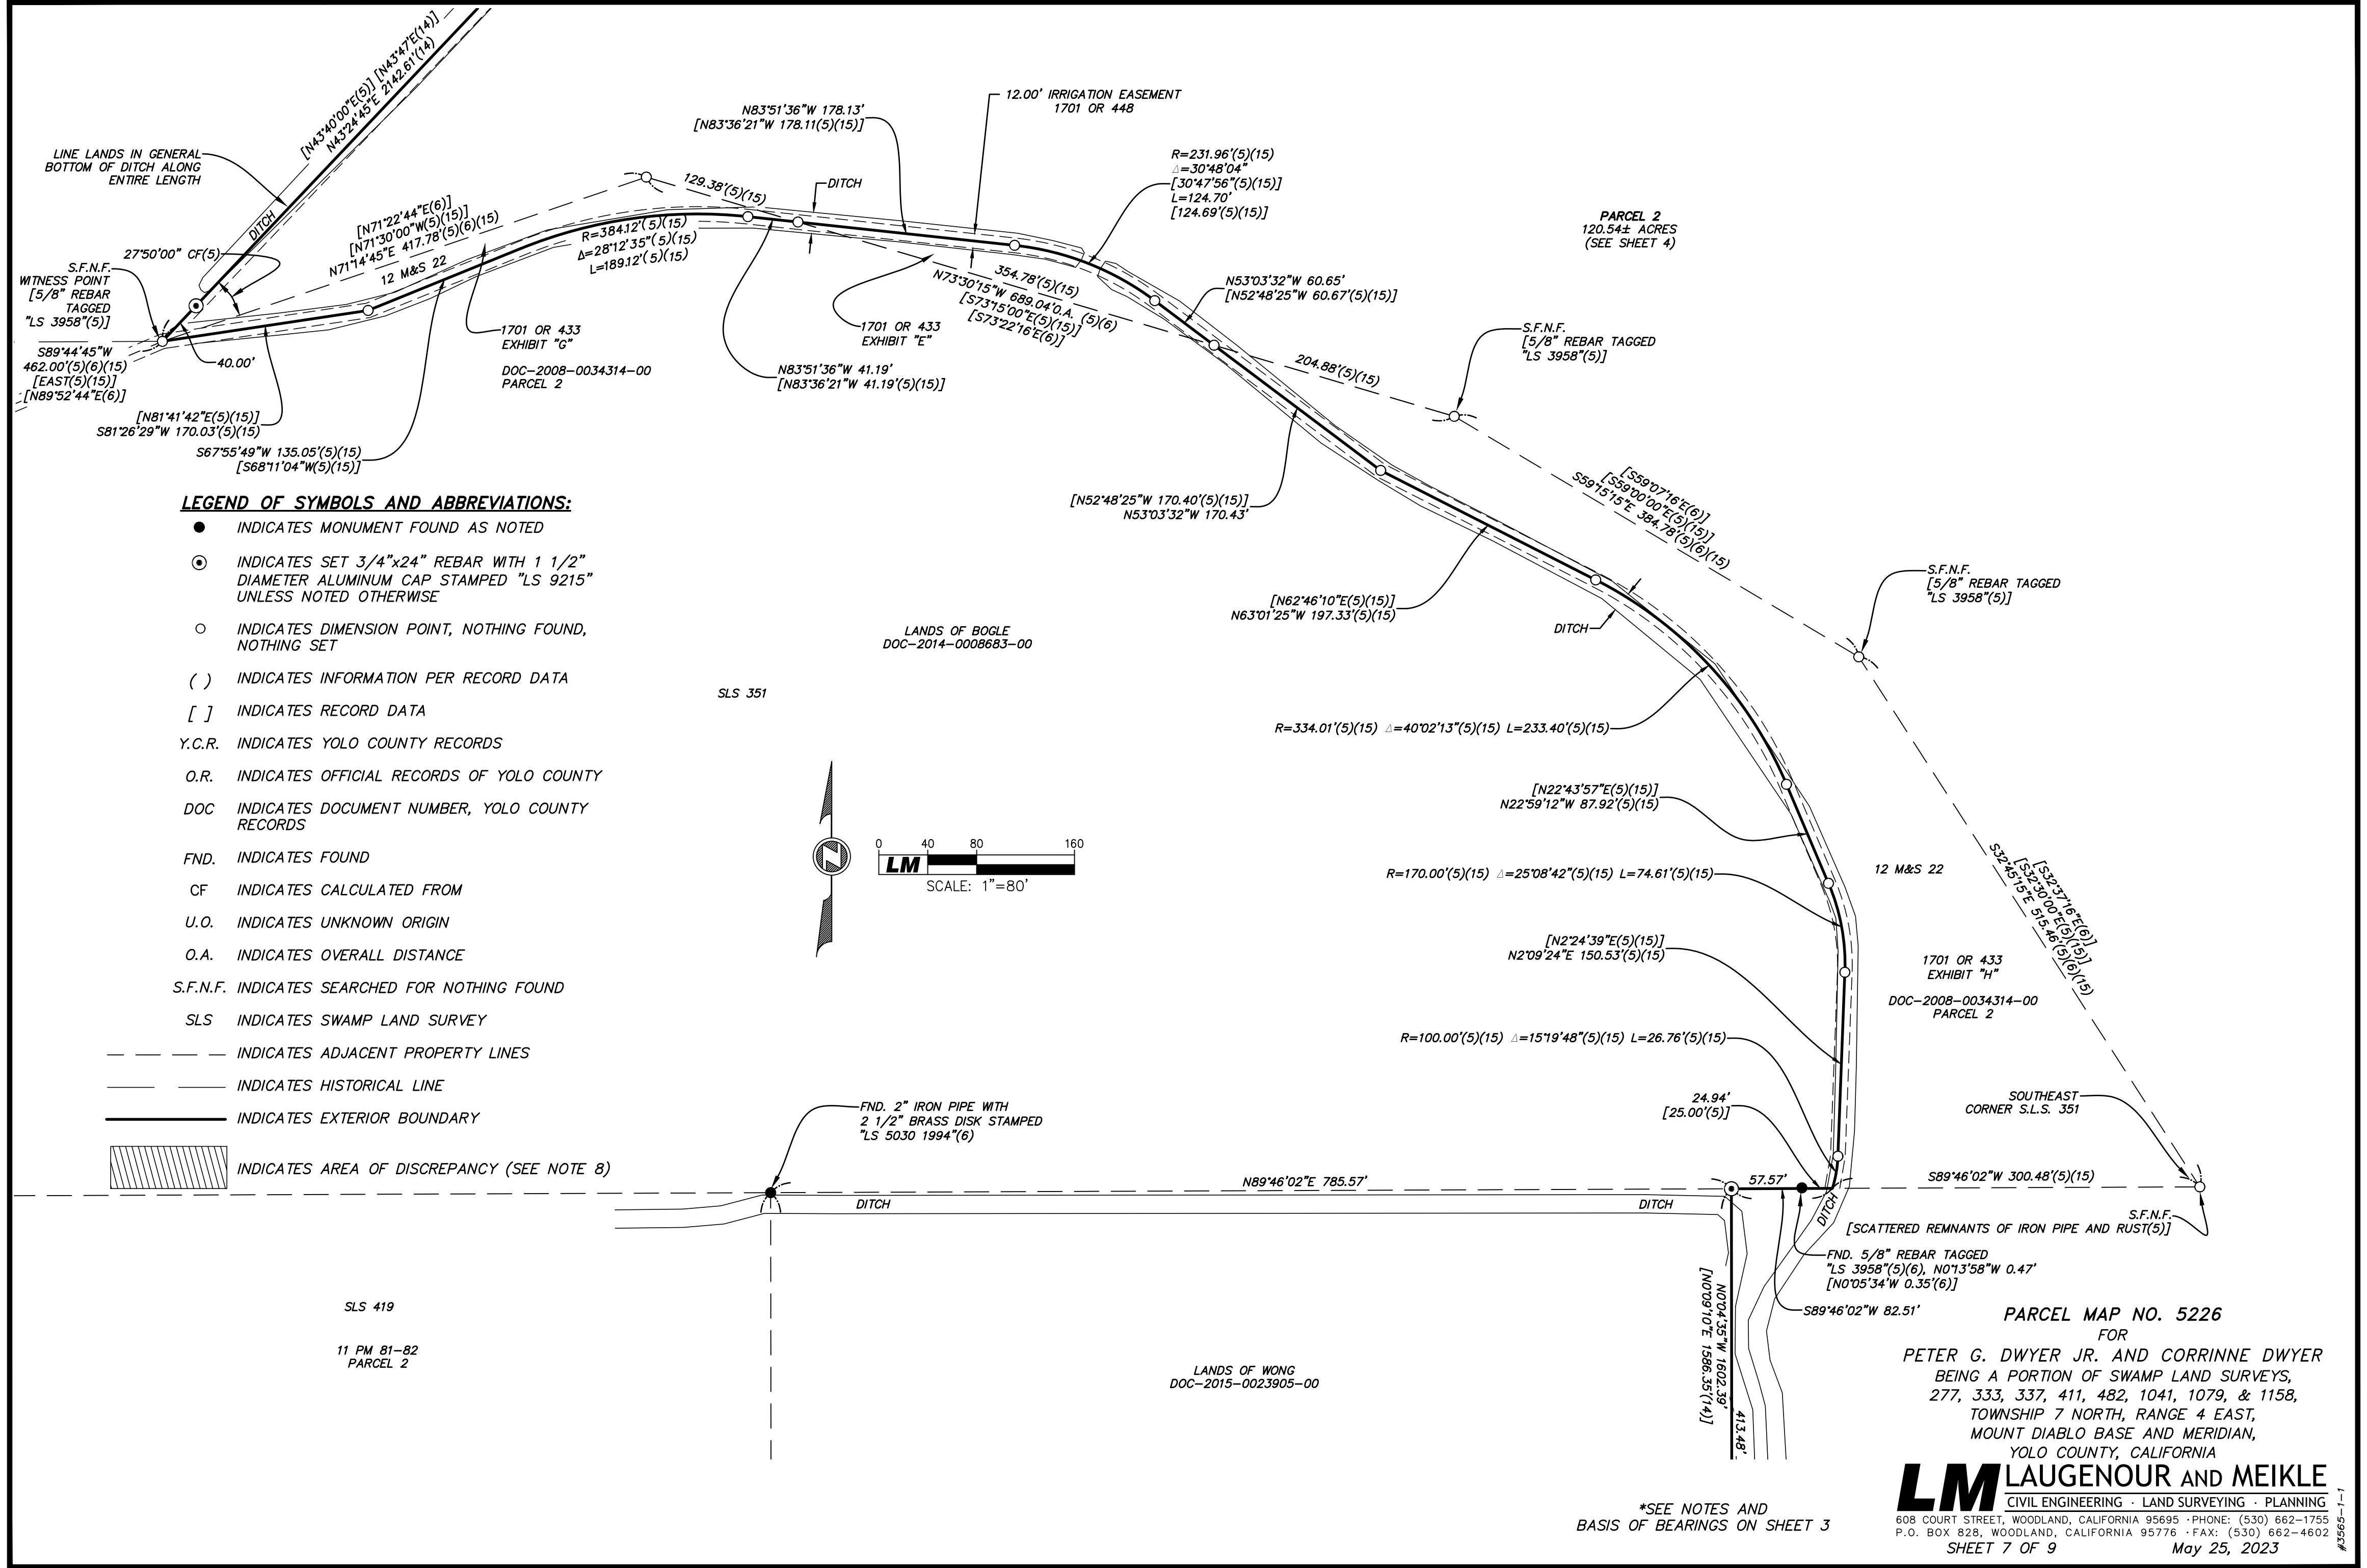 [N43°40'00"E(5)] [N43°47'E(14)]
N43°24'45"E 2142.61'(14)
LINE LANDS IN GENERAL
BOTTOM OF DITCH ALONG
ENTIRE LENGTH
DITCH
27°50'00" CF(5)
S.F.N.F.
WITNESS POINT
[5/8" REBAR
TAGGED
"LS 3958"(5)]
[N71°22'44"E(6)]
[N71°30'00"W(5)(15)]
N71°14'45"E 417.78'(5)(6)(15)
12 M&S 22
S89°44'45"W
462.00'(5)(6)(15)
[EAST(5)(15)]
[N89°52'44"E(6)]
40.00'
[N81°41'42"E(5)(15)]
S81°26'29"W 170.03'(5)(15)
S67°55'49"W 135.05'(5)(15)
[S68°11'04"W(5)(15)]
1701 OR 433
EXHIBIT "G"
DOC-2008-0034314-00
PARCEL 2
R=384.12'(5)(15)
Δ=28°12'35"(5)(15)
L=189.12'(5)(15)
129.38'(5)(15)
N83°51'36"W 178.13'
[N83°36'21"W 178.11(5)(15)]
DITCH
12.00' IRRIGATION EASEMENT
1701 OR 448
R=231.96'(5)(15)
Δ=30°48'04"
[30°47'56"(5)(15)]
L=124.70'
[124.69'(5)(15)]
PARCEL 2
120.54± ACRES
(SEE SHEET 4)
354.78'(5)(15)
N73°30'15"W 689.04'O.A. (5)(6)
[S73°15'00"E(5)(15)]
[S73°22'16"E(6)]
1701 OR 433
EXHIBIT "E"
N83°51'36"W 41.19'
[N83°36'21"W 41.19'(5)(15)]
N53°03'32"W 60.65'
[N52°48'25"W 60.67'(5)(15)]
204.88'(5)(15)
S.F.N.F.
[5/8" REBAR TAGGED
"LS 3958"(5)]
[N52°48'25"W 170.40'(5)(15)]
N53°03'32"W 170.43'
[S59°07'16"E(6)]
[S59°00'00"E(5)(15)]
S59°15'15"E 384.78'(5)(6)(15)
S.F.N.F.
[5/8" REBAR TAGGED
"LS 3958"(5)]
[N62°46'10"E(5)(15)]
N63°01'25"W 197.33'(5)(15)
DITCH
LEGEND OF SYMBOLS AND ABBREVIATIONS:
INDICATES MONUMENT FOUND AS NOTED
INDICATES SET 3/4"x24" REBAR WITH 1 1/2"
DIAMETER ALUMINUM CAP STAMPED "LS 9215"
UNLESS NOTED OTHERWISE
INDICATES DIMENSION POINT, NOTHING FOUND,
NOTHING SET
( ) INDICATES INFORMATION PER RECORD DATA
[ ] INDICATES RECORD DATA
Y.C.R. INDICATES YOLO COUNTY RECORDS
O.R. INDICATES OFFICIAL RECORDS OF YOLO COUNTY
DOC INDICATES DOCUMENT NUMBER, YOLO COUNTY
RECORDS
FND. INDICATES FOUND
CF INDICATES CALCULATED FROM
U.O. INDICATES UNKNOWN ORIGIN
O.A. INDICATES OVERALL DISTANCE
S.F.N.F. INDICATES SEARCHED FOR NOTHING FOUND
SLS INDICATES SWAMP LAND SURVEY
INDICATES ADJACENT PROPERTY LINES
INDICATES HISTORICAL LINE
INDICATES EXTERIOR BOUNDARY
INDICATES AREA OF DISCREPANCY (SEE NOTE 8)
LANDS OF BOGLE
DOC-2014-0008683-00
SLS 351
R=334.01'(5)(15) Δ=40°02'13"(5)(15) L=233.40'(5)(15)
[N22°43'57"E(5)(15)]
N22°59'12"W 87.92'(5)(15)
0 40 80 160
LM
SCALE: 1"=80'
R=170.00'(5)(15) Δ=25°08'42"(5)(15) L=74.61'(5)(15)
12 M&S 22
[S32°37'16"E(6)]
[S32°30'00"E(5)(15)]
S32°45'15"E 515.46'(5)(6)(15)
[N2°24'39"E(5)(15)]
N2°09'24"E 150.53'(5)(15)
1701 OR 433
EXHIBIT "H"
DOC-2008-0034314-00
PARCEL 2
R=100.00'(5)(15) Δ=15°19'48"(5)(15) L=26.76'(5)(15)
24.94'
[25.00'(5)]
SOUTHEAST
CORNER S.L.S. 351
FND. 2" IRON PIPE WITH
2 1/2" BRASS DISK STAMPED
"LS 5030 1994"(6)
N89°46'02"E 785.57'
57.57'
S89°46'02"W 300.48'(5)(15)
DITCH
DITCH
DITCH
S.F.N.F.
[SCATTERED REMNANTS OF IRON PIPE AND RUST(5)]
FND. 5/8" REBAR TAGGED
"LS 3958"(5)(6), N0°13'58"W 0.47'
[N0°05'34"W 0.35'(6)]
S89°46'02"W 82.51'
N0°04'35"W 1602.39'
[N0°09'10"E 1586.35'(14)]
413.48'
SLS 419
11 PM 81-82
PARCEL 2
LANDS OF WONG
DOC-2015-0023905-00
PARCEL MAP NO. 5226
FOR
PETER G. DWYER JR. AND CORRINNE DWYER
BEING A PORTION OF SWAMP LAND SURVEYS,
277, 333, 337, 411, 482, 1041, 1079, & 1158,
TOWNSHIP 7 NORTH, RANGE 4 EAST,
MOUNT DIABLO BASE AND MERIDIAN,
YOLO COUNTY, CALIFORNIA
LM LAUGENOUR AND MEIKLE
CIVIL ENGINEERING · LAND SURVEYING · PLANNING
608 COURT STREET, WOODLAND, CALIFORNIA 95695 · PHONE: (530) 662-1755
P.O. BOX 828, WOODLAND, CALIFORNIA 95776 · FAX: (530) 662-4602
SHEET 7 OF 9 May 25, 2023
#3565-1-1
*SEE NOTES AND
BASIS OF BEARINGS ON SHEET 3